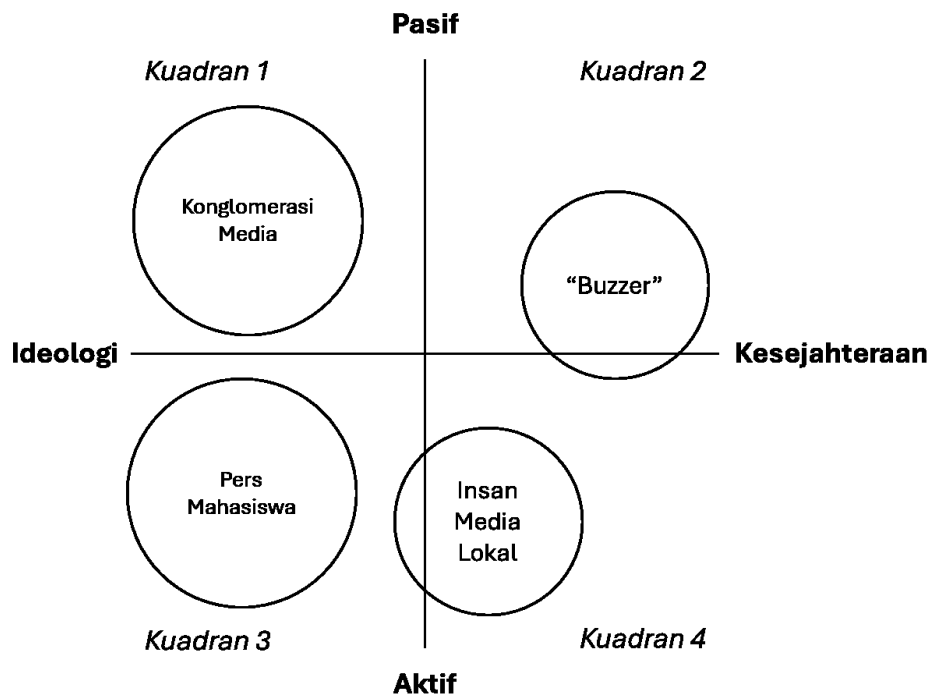 Pasif
Kuadran 1
Kuadran 2
Konglomerasi
Media
“Buzzer”
Ideologi
Kesejahteraan
Pers
Mahasiswa
Insan
Media
Lokal
Kuadran 3
Kuadran 4
Aktif